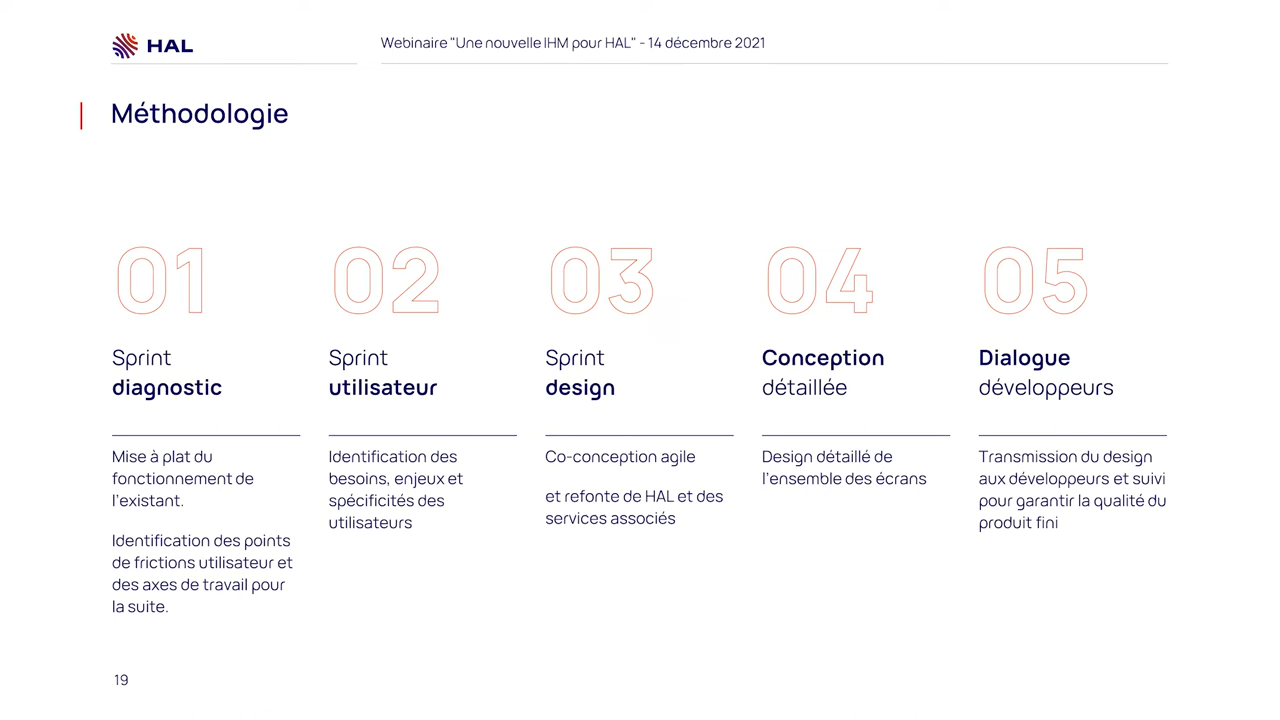 HAL
Webinaire "Une nouvelle IHM pour HAL" - 14 décembre 2021
Méthodologie
01
Sprint
diagnostic
Mise à plat du
fonctionnement de
l'existant.
Identification des points
de frictions utilisateur et
des axes de travail pour
la suite.
02
Sprint
utilisateur
Identification des
besoins, enjeux et
spécificités des
utilisateurs
03
Sprint
design
Co-conception agile
et refonte de HAL et des
services associés
04
Conception
détaillée
Design détaillé de
l'ensemble des écrans
05
Dialogue
développeurs
Transmission du design
aux développeurs et suivi
pour garantir la qualité du
produit fini
19